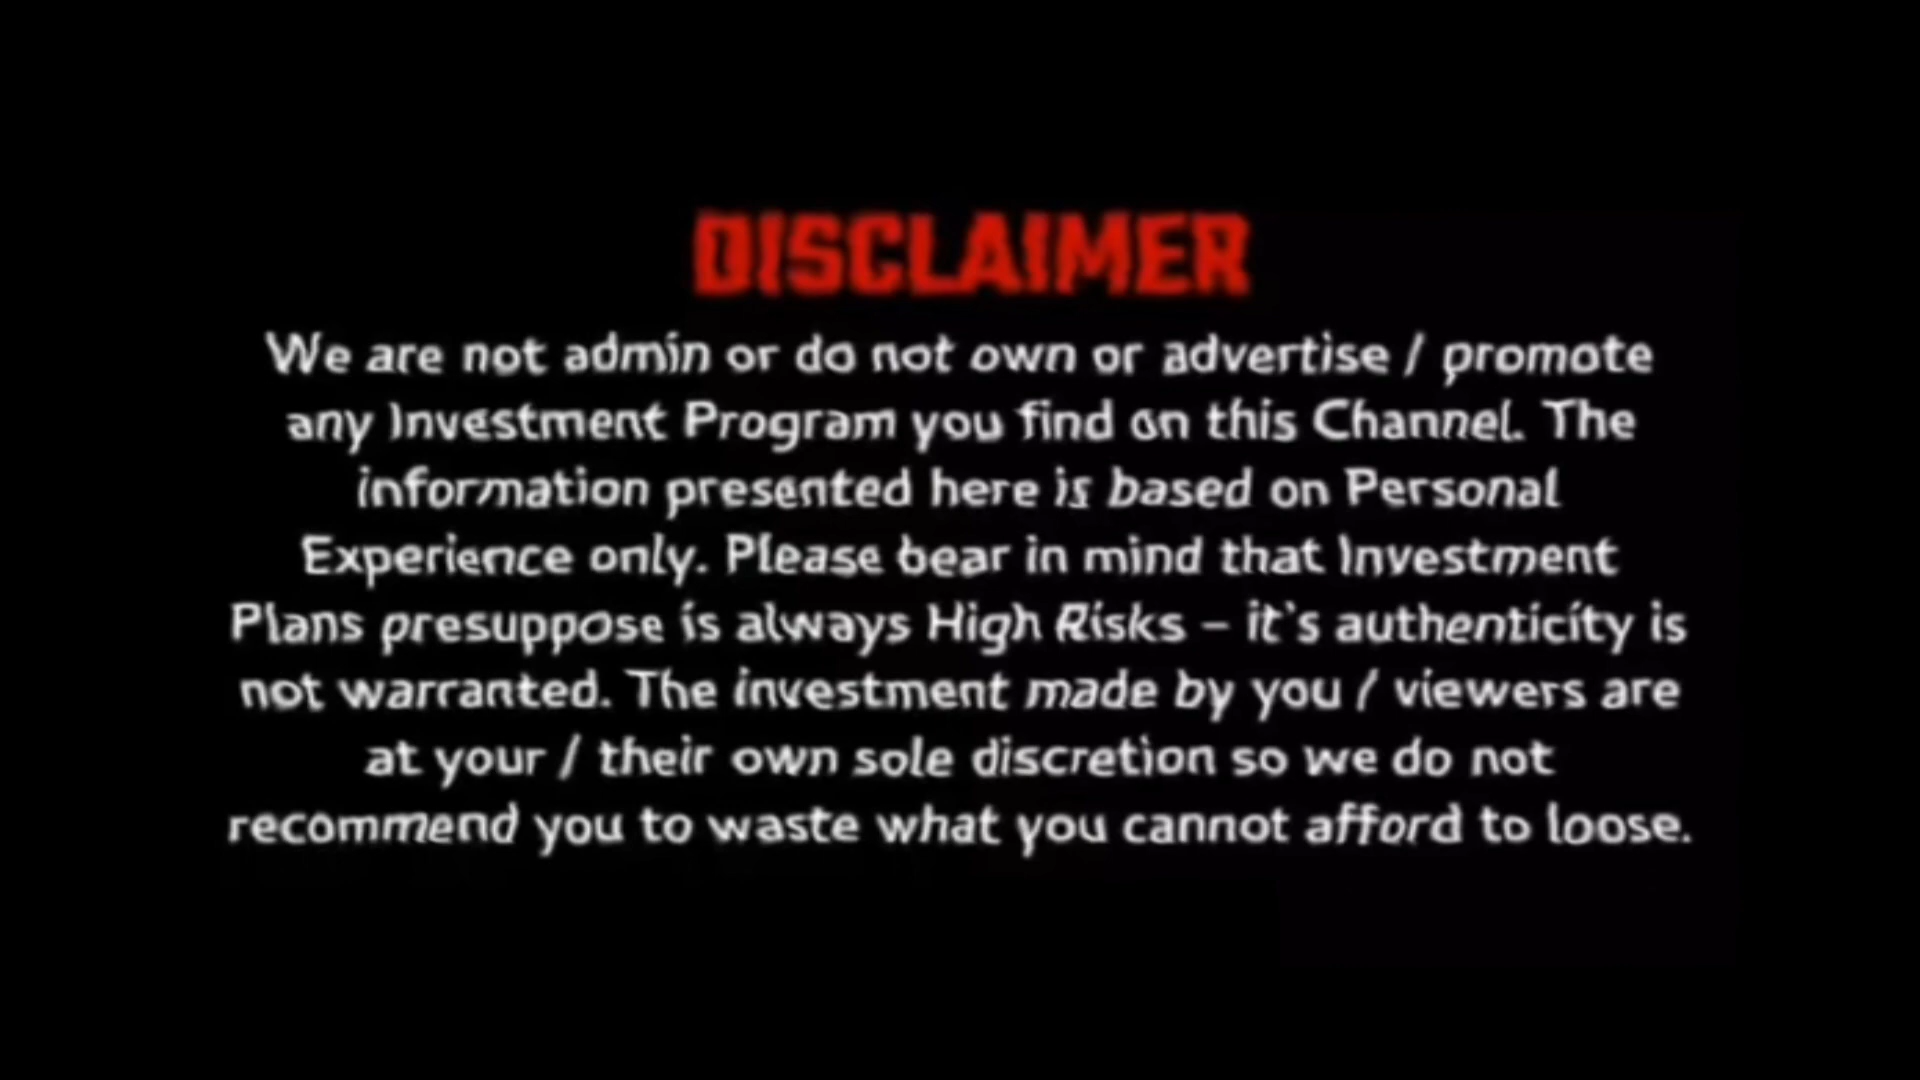 DISCLAIMER
We are not admin or do not own or advertise / promote
any Investment Program you find on this Channel. The
information presented here is based on Personal
Experience only. Please bear in mind that Investment
Plans presuppose is always High Risks – it's authenticity is
not warranted. The investment made by you / viewers are
at your / their own sole discretion so we do not
recommend you to waste what you cannot afford to loose.